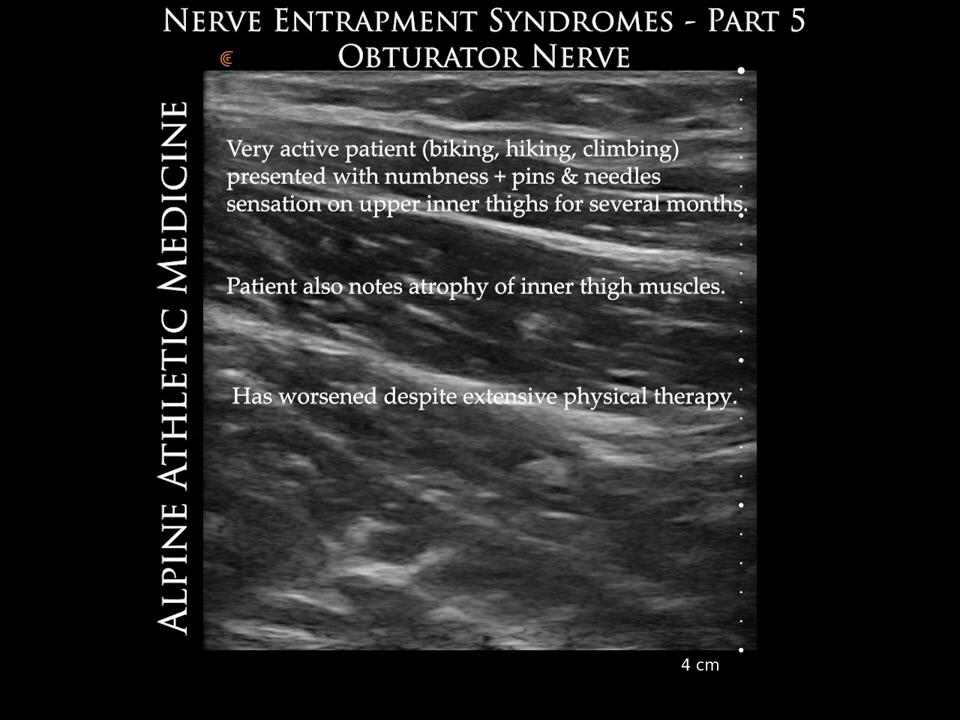 Nerve Entrapment Syndromes - Part 5
Obturator Nerve
Alpine Athletic Medicine
Very active patient (biking, hiking, climbing)
presented with numbness + pins & needles
sensation on upper inner thighs for several months.
Patient also notes atrophy of inner thigh muscles.
Has worsened despite extensive physical therapy.
4 cm